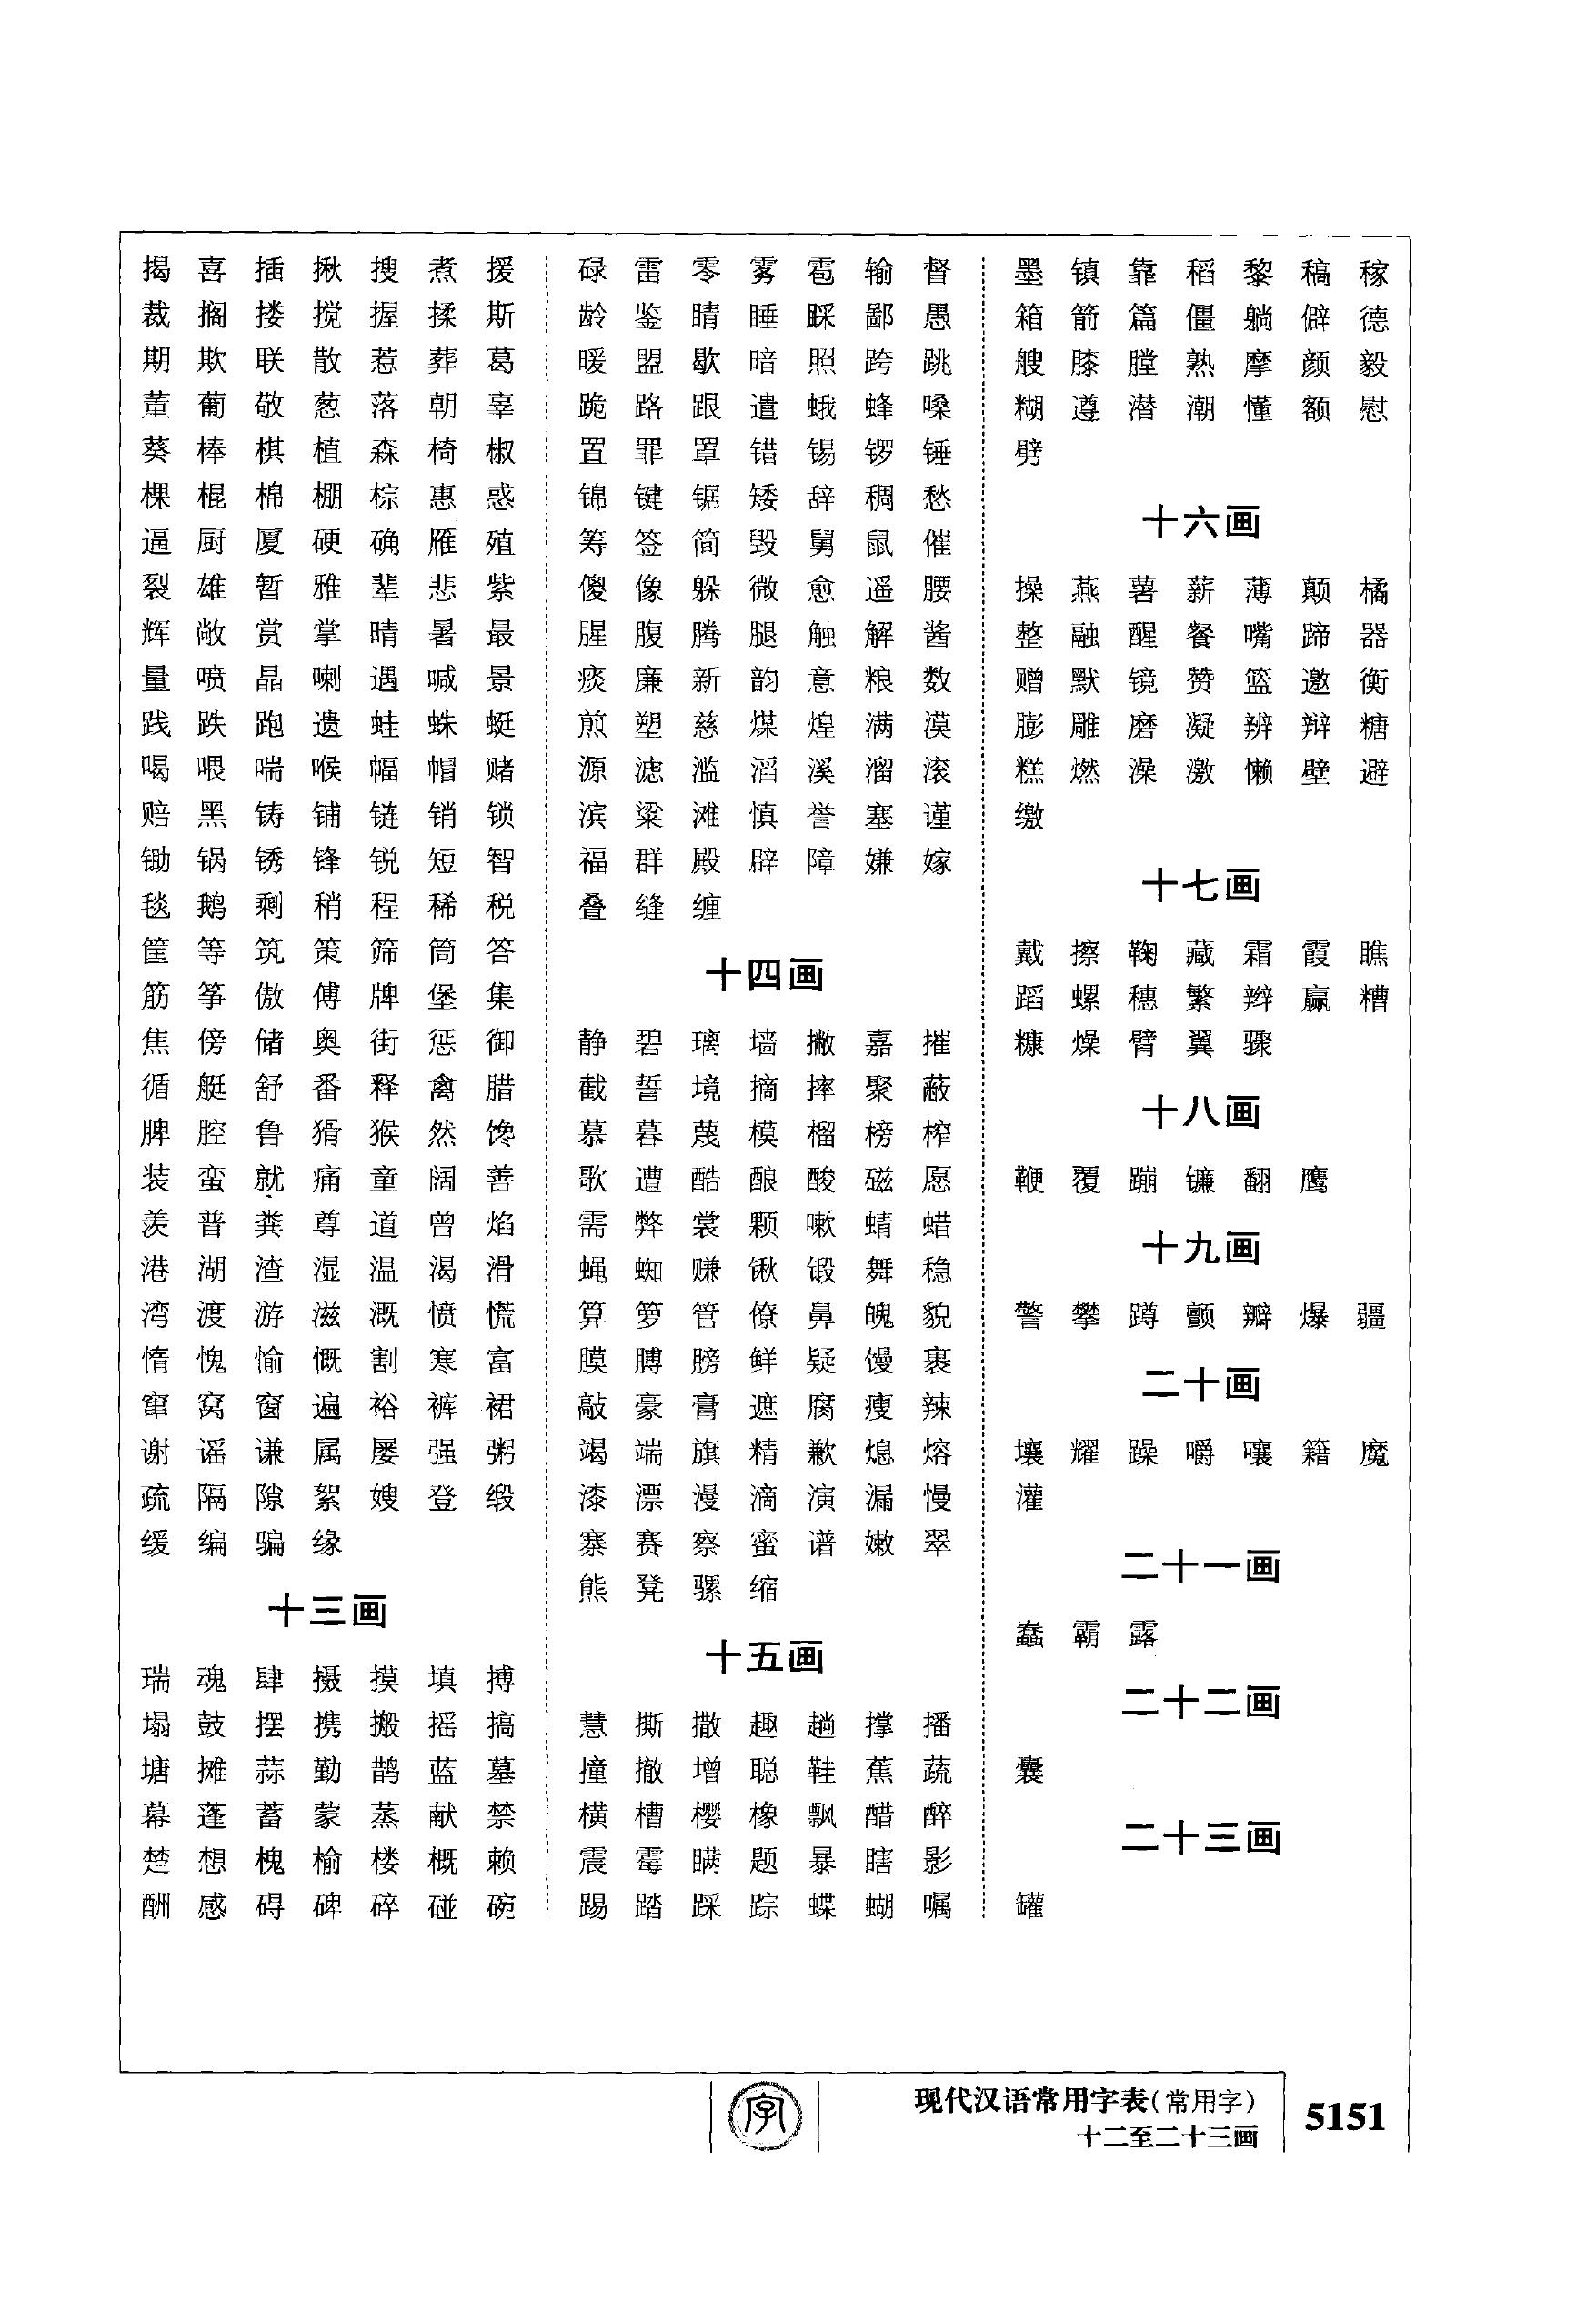 揭 喜 插 揪 搜 煮 援
裁 搁 搂 搅 握 揉 斯
期 欺 联 散 惹 葬 葛
董 葡 敬 葱 落 朝 辜
葵 棒 棋 植 森 椅 椒
棵 棍 棉 棚 棕 惠 惑
逼 厨 厦 硬 确 雁 殖
裂 雄 暂 雅 辈 悲 紫
辉 敞 赏 掌 晴 暑 最
量 喷 晶 喇 遇 喊 景
践 跌 跑 遗 蛙 蛛 蜓
喝 喂 喘 喉 幅 帽 赌
赔 黑 铸 铺 链 销 锁
锄 锅 锈 锋 锐 短 智
毯 鹅 剩 稍 程 稀 税
筐 等 筑 策 筛 筒 答
筋 筝 傲 傅 牌 堡 集
焦 傍 储 奥 街 惩 御
循 艇 舒 番 释 禽 腊
脾 腔 鲁 猾 猴 然 馋
装 蛮 就 痛 童 阔 善
羡 普 粪 尊 道 曾 焰
港 湖 渣 湿 温 渴 滑
湾 渡 游 滋 溉 愤 慌
惰 愧 愉 慨 割 寒 富
窜 窝 窗 遍 裕 裤 裙
谢 谣 谦 属 屡 强 粥
疏 隔 隙 絮 嫂 登 缎
缓 编 骗 缘
十三画
瑞 魂 肆 摄 摸 填 搏
塌 鼓 摆 携 搬 摇 搞
塘 摊 蒜 勤 鹊 蓝 墓
幕 蓬 蓄 蒙 蒸 献 禁
楚 想 槐 榆 楼 概 赖
酬 感 碍 碑 碎 碰 碗
碌 雷 零 雾 雹 输 督
龄 鉴 睛 睡 睬 鄙 愚
暖 盟 歇 暗 照 跨 跳
跪 路 跟 遣 蛾 蜂 嗓
置 罪 罩 错 锡 锣 锤
锦 键 锯 矮 辞 稠 愁
筹 签 简 毁 舅 鼠 催
傻 像 躲 微 愈 遥 腰
腥 腹 腾 腿 触 解 酱
痰 廉 新 韵 意 粮 数
煎 塑 慈 煤 煌 满 漠
源 滤 滥 滔 溪 溜 滚
滨 粱 滩 慎 誉 塞 谨
福 群 殿 辟 障 嫌 嫁
叠 缝 缠
十四画
静 碧 璃 墙 撇 嘉 摧
截 誓 境 摘 摔 聚 蔽
慕 暮 蔑 模 榴 榜 榨
歌 遭 酷 酿 酸 磁 愿
需 弊 裳 颗 嗽 蜻 蜡
蝇 蜘 赚 锹 锻 舞 稳
算 箩 管 僚 鼻 魄 貌
膜 膊 膀 鲜 疑 馒 裹
敲 豪 膏 遮 腐 瘦 辣
竭 端 旗 精 歉 熄 熔
漆 漂 漫 滴 演 漏 慢
寨 赛 察 蜜 谱 嫩 翠
熊 凳 骡 缩
十五画
慧 撕 撒 趣 趟 撑 播
撞 撤 增 聪 鞋 蕉 蔬
横 槽 樱 橡 飘 醋 醉
震 霉 瞒 题 暴 瞎 影
踢 踏 踩 踪 蝶 蝴 嘱
墨 镇 靠 稻 黎 稿 稼
箱 箭 篇 僵 躺 僻 德
艘 膝 膛 熟 摩 颜 毅
糊 遵 潜 潮 懂 额 慰
劈
十六画
操 燕 薯 薪 薄 颠 橘
整 融 醒 餐 嘴 蹄 器
赠 默 镜 赞 篮 邀 衡
膨 雕 磨 凝 辨 辩 糖
糕 燃 澡 激 懒 壁 避
缴
十七画
戴 擦 鞠 藏 霜 霞 瞧
蹈 螺 穗 繁 辫 赢 糟
糠 燥 臂 翼 骤
十八画
鞭 覆 蹦 镰 翻 鹰
十九画
警 攀 蹲 颤 瓣 爆 疆
二十画
壤 耀 躁 嚼 嚷 籍 魔
灌
二十一画
蠢 霸 露
二十二画
囊
二十三画
罐
字
现代汉语常用字表(常用字)
十二至二十三画
5151